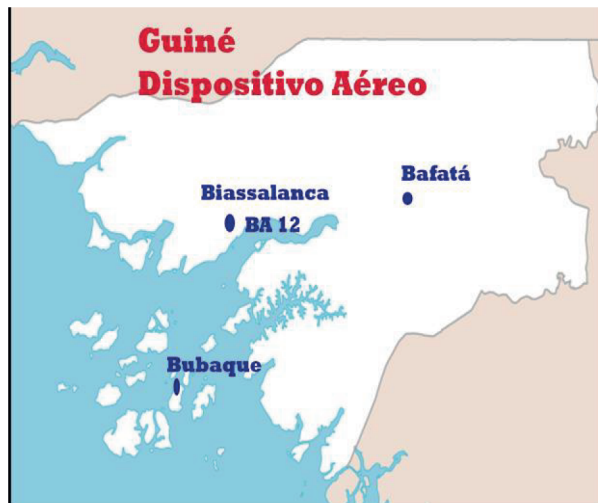 Guiné
Dispositivo Aéreo
Bafatá
Biassalanca
BA 12
Bubaque